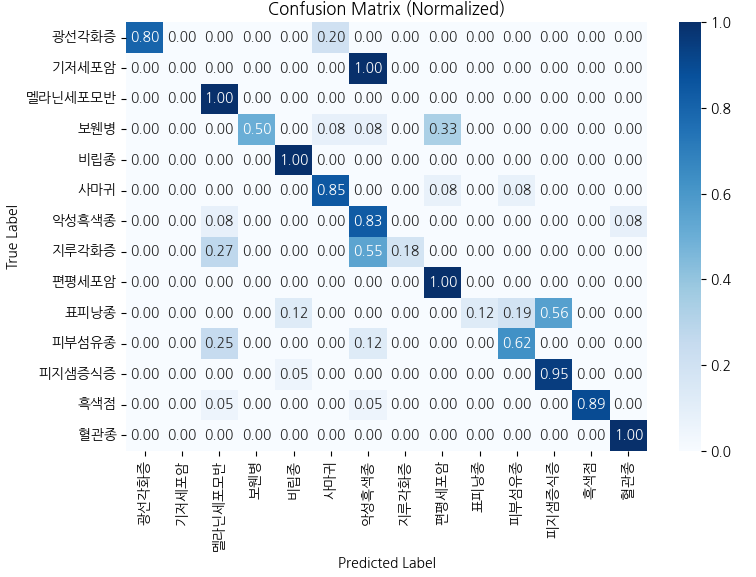 Confusion Matrix (Normalized)
광선각화증 0.80 0.00 0.00 0.00 0.00 0.20 0.00 0.00 0.00 0.00 0.00 0.00 0.00 0.00
기저세포암 0.00 0.00 0.00 0.00 0.00 0.00 1.00 0.00 0.00 0.00 0.00 0.00 0.00 0.00
멜라닌세포모반 0.00 0.00 1.00 0.00 0.00 0.00 0.00 0.00 0.00 0.00 0.00 0.00 0.00 0.00
보웬병 0.00 0.00 0.00 0.50 0.00 0.08 0.08 0.00 0.33 0.00 0.00 0.00 0.00 0.00
비립종 0.00 0.00 0.00 0.00 1.00 0.00 0.00 0.00 0.00 0.00 0.00 0.00 0.00 0.00
사마귀 0.00 0.00 0.00 0.00 0.00 0.85 0.00 0.00 0.08 0.00 0.08 0.00 0.00 0.00
악성흑색종 0.00 0.00 0.08 0.00 0.00 0.00 0.83 0.00 0.00 0.00 0.00 0.00 0.00 0.08
지루각화증 0.00 0.00 0.27 0.00 0.00 0.00 0.55 0.18 0.00 0.00 0.00 0.00 0.00 0.00
편평세포암 0.00 0.00 0.00 0.00 0.00 0.00 0.00 0.00 1.00 0.00 0.00 0.00 0.00 0.00
표피낭종 0.00 0.00 0.00 0.00 0.12 0.00 0.00 0.00 0.00 0.12 0.19 0.56 0.00 0.00
피부섬유종 0.00 0.00 0.25 0.00 0.00 0.00 0.12 0.00 0.00 0.00 0.62 0.00 0.00 0.00
피지샘증식증 0.00 0.00 0.00 0.00 0.05 0.00 0.00 0.00 0.00 0.00 0.00 0.95 0.00 0.00
흑색점 0.00 0.00 0.05 0.00 0.00 0.00 0.05 0.00 0.00 0.00 0.00 0.00 0.89 0.00
혈관종 0.00 0.00 0.00 0.00 0.00 0.00 0.00 0.00 0.00 0.00 0.00 0.00 0.00 1.00
True Label
광선각화증 기저세포암 멜라닌세포모반 보웬병 비립종 사마귀 악성흑색종 지루각화증 편평세포암 표피낭종 피부섬유종 피지샘증식증 흑색점 혈관종
Predicted Label
1.0
0.8
0.6
0.4
0.2
0.0